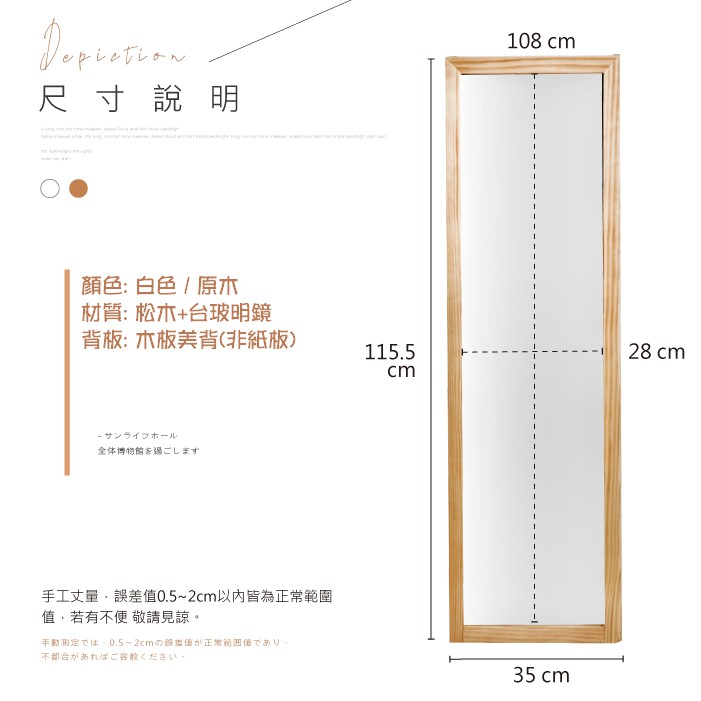 Depiction
尺寸說明
顏色: 白色 / 原木
材質: 松木+台玻明鏡
背板: 木板美背(非紙板)
- サンライフホール
全体博物館を過ごします
手工丈量，誤差值0.5~2cm以內皆為正常範圍
值，若有不便 敬請見諒。
手動測定では、0.5～2cmの誤差値が正常範囲値であり、
不都合があればご容赦ください。
108 cm
115.5
cm
28 cm
35 cm